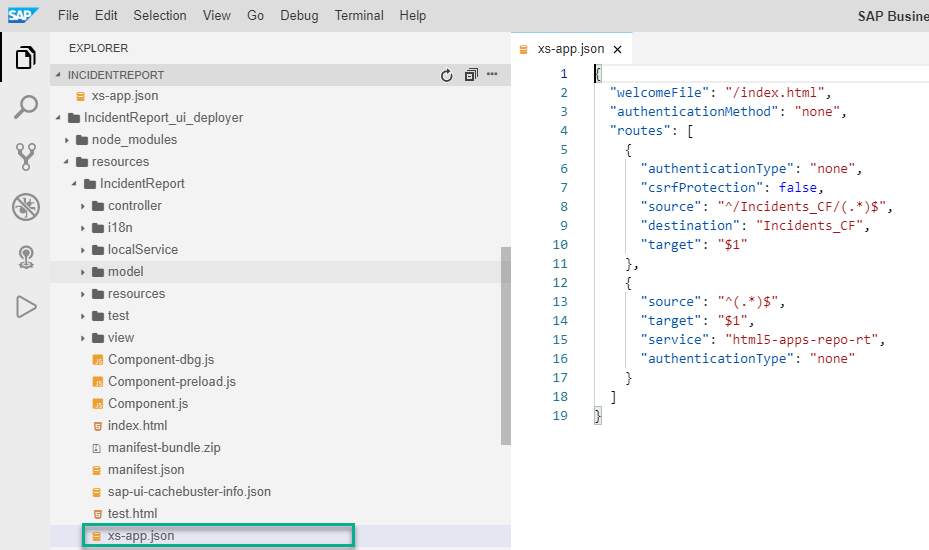 SAP File Edit Selection View Go Debug Terminal Help SAP Busine
EXPLORER
INCIDENTREPORT
xs-app.json
IncidentReport_ui_deployer
node_modules
resources
IncidentReport
controller
i18n
localService
model
resources
test
view
JS Component-dbg.js
JS Component-preload.js
JS Component.js
index.html
manifest-bundle.zip
manifest.json
sap-ui-cachebuster-info.json
test.html
xs-app.json
xs-app.json ×
1 {
2 "welcomeFile": "/index.html",
3 "authenticationMethod": "none",
4 "routes": [
5 {
6 "authenticationType": "none",
7 "csrfProtection": false,
8 "source": "^/Incidents_CF/(.*)$",
9 "destination": "Incidents_CF",
10 "target": "$1"
11 },
12 {
13 "source": "^(.*)$",
14 "target": "$1",
15 "service": "html5-apps-repo-rt",
16 "authenticationType": "none"
17 }
18 ]
19 }